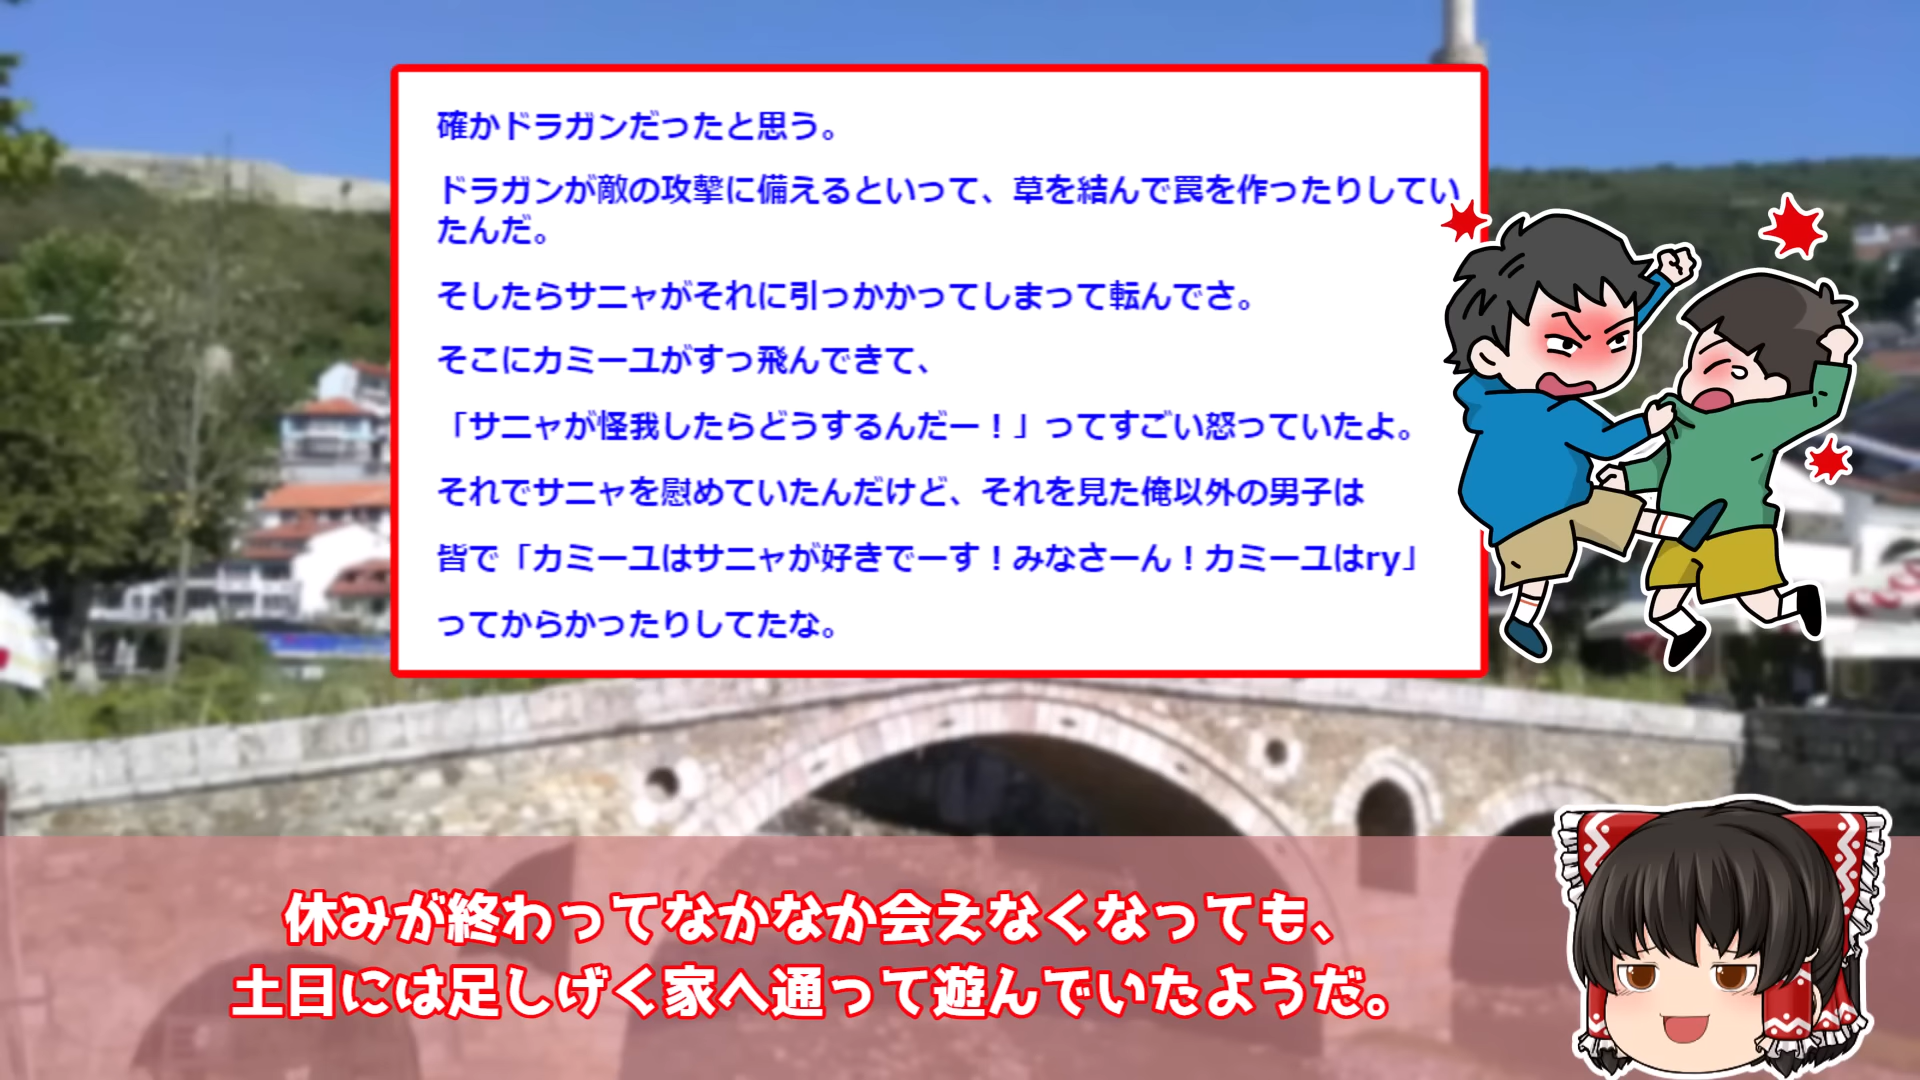 確かドラガンだったと思う。
ドラガンが敵の攻撃に備えるといって、草を結んで罠を作ったりしてい
たんだ。
そしたらサニャがそれに引っかかってしまって転んでさ。
そこにカミーユがすっ飛んできて、
「サニャが怪我したらどうするんだー！」ってすごい怒っていたよ。
それでサニャを慰めていたんだけど、それを見た俺以外の男子は
皆で「カミーユはサニャが好きでーす！みなさーん！カミーユはry」
ってからかったりしてたな。
休みが終わってなかなか会えなくなっても、
土日には足しげく家へ通って遊んでいたようだ。